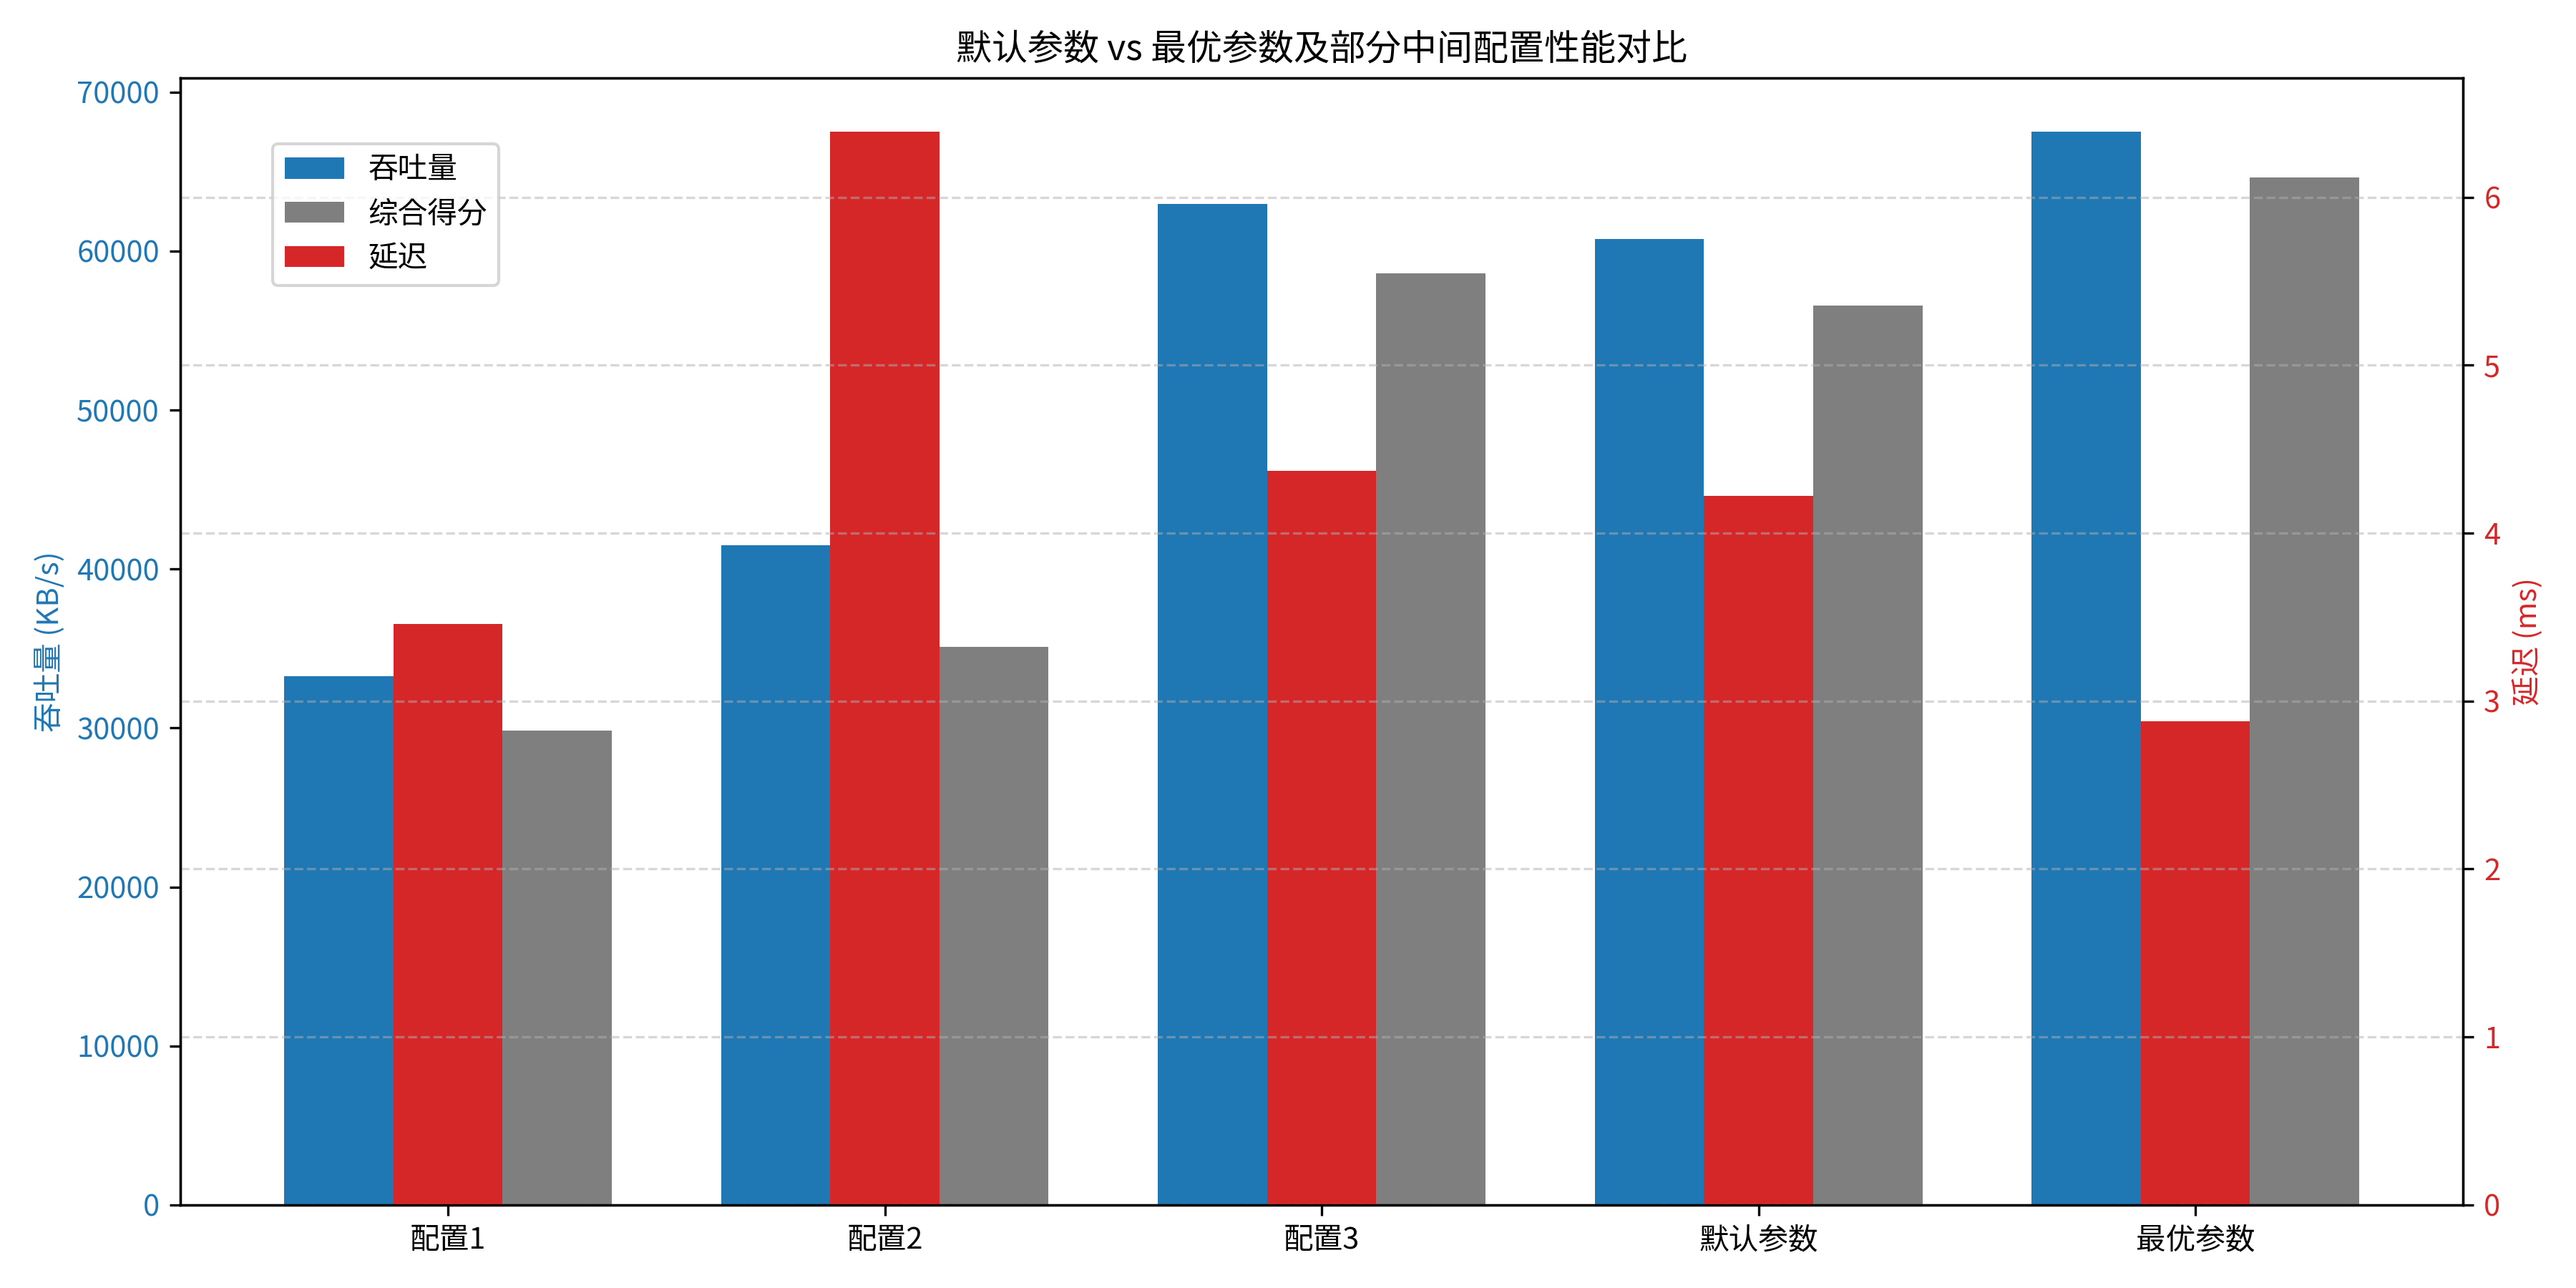 默认参数 vs 最优参数及部分中间配置性能对比
吞吐量
综合得分
延迟
吞吐量 (KB/s)
70000
60000
50000
40000
30000
20000
10000
0
延迟 (ms)
6
5
4
3
2
1
0
配置1
配置2
配置3
默认参数
最优参数